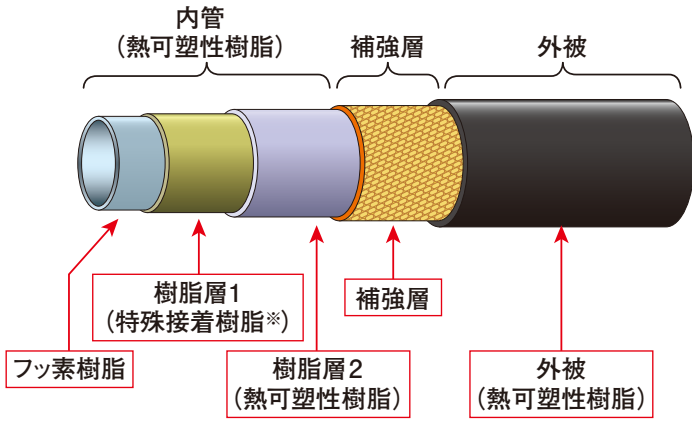 内管
（熱可塑性樹脂）
補強層
外被
樹脂層1
（特殊接着樹脂※）
補強層
フッ素樹脂
樹脂層2
（熱可塑性樹脂）
外被
（熱可塑性樹脂）